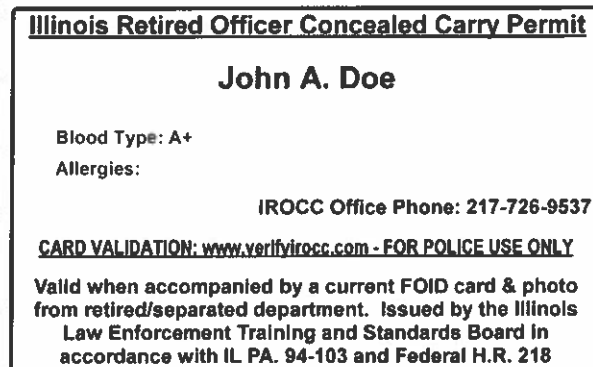 Illinois Retired Officer Concealed Carry Permit
John A. Doe
Blood Type: A+
Allergies:
IROCC Office Phone: 217-726-9537
CARD VALIDATION: www.verifyirocc.com - FOR POLICE USE ONLY
Valid when accompanied by a current FOID card & photo
from retired/separated department. Issued by the Illinois
Law Enforcement Training and Standards Board in
accordance with IL PA. 94-103 and Federal H.R. 218